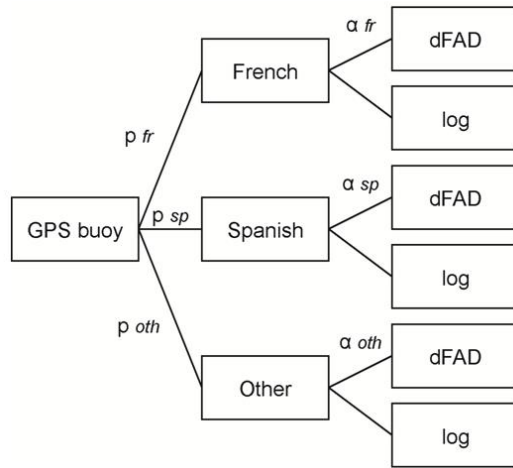 α fr
dFAD
French
log
p fr
α sp
dFAD
GPS buoy
p sp
Spanish
log
p oth
α oth
dFAD
Other
log